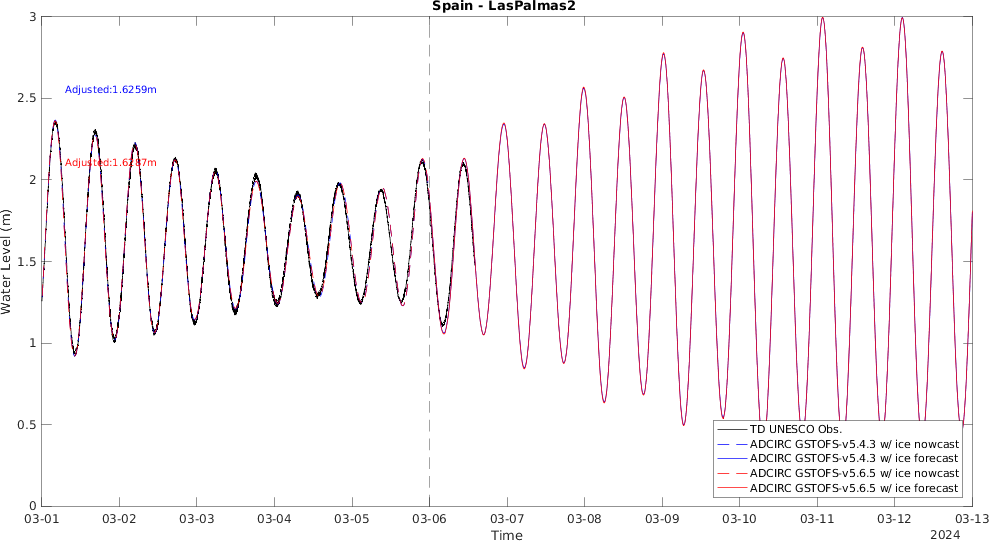 Spain - LasPalmas2
3
2.5
2
1.5
1
0.5
0
Water Level (m)
Adjusted:1.6259m
Adjusted:1.6287m
TD UNESCO Obs.
ADCIRC GSTOFS-v5.4.3 w/ ice nowcast
ADCIRC GSTOFS-v5.4.3 w/ ice forecast
ADCIRC GSTOFS-v5.6.5 w/ ice nowcast
ADCIRC GSTOFS-v5.6.5 w/ ice forecast
03-01 03-02 03-03 03-04 03-05 03-06 03-07 03-08 03-09 03-10 03-11 03-12 03-13
Time
2024